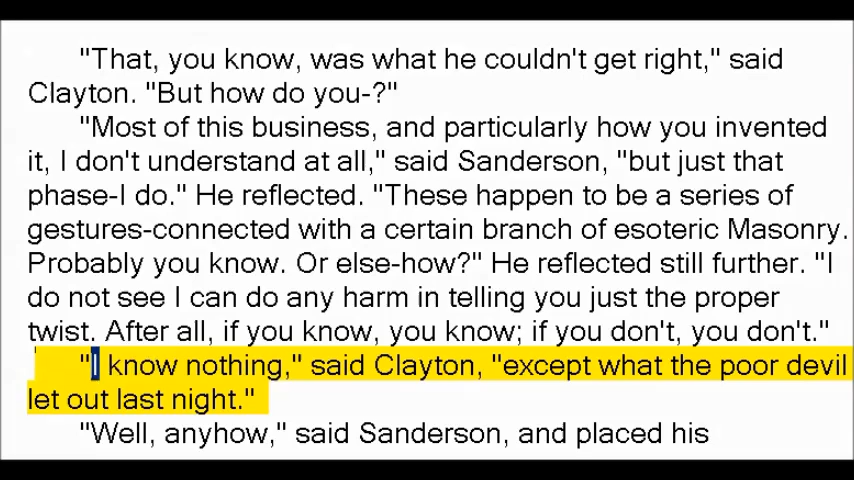 "That, you know, was what he couldn't get right," said
Clayton. "But how do you-?"
"Most of this business, and particularly how you invented
it, I don't understand at all," said Sanderson, "but just that
phase-I do." He reflected. "These happen to be a series of
gestures-connected with a certain branch of esoteric Masonry.
Probably you know. Or else-how?" He reflected still further. "I
do not see I can do any harm in telling you just the proper
twist. After all, if you know, you know; if you don't, you don't."
"I know nothing," said Clayton, "except what the poor devil
let out last night."
"Well, anyhow," said Sanderson, and placed his